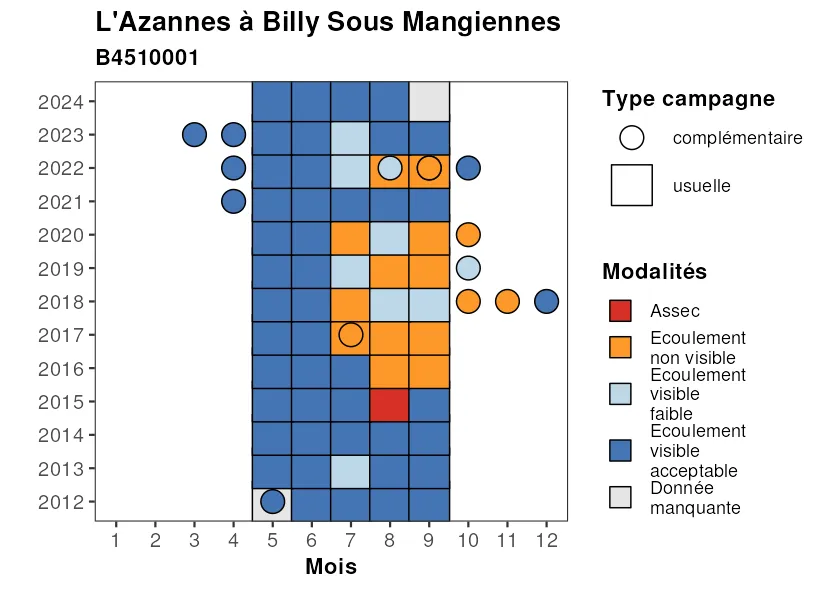 L'Azannes à Billy Sous Mangiennes
B4510001
2024
2023
2022
2021
2020
2019
2018
2017
2016
2015
2014
2013
2012
1 2 3 4 5 6 7 8 9 10 11 12
Mois
Type campagne
complémentaire
usuelle
Modalités
Assec
Ecoulement
non visible
Ecoulement
visible
faible
Ecoulement
visible
acceptable
Donnée
manquante